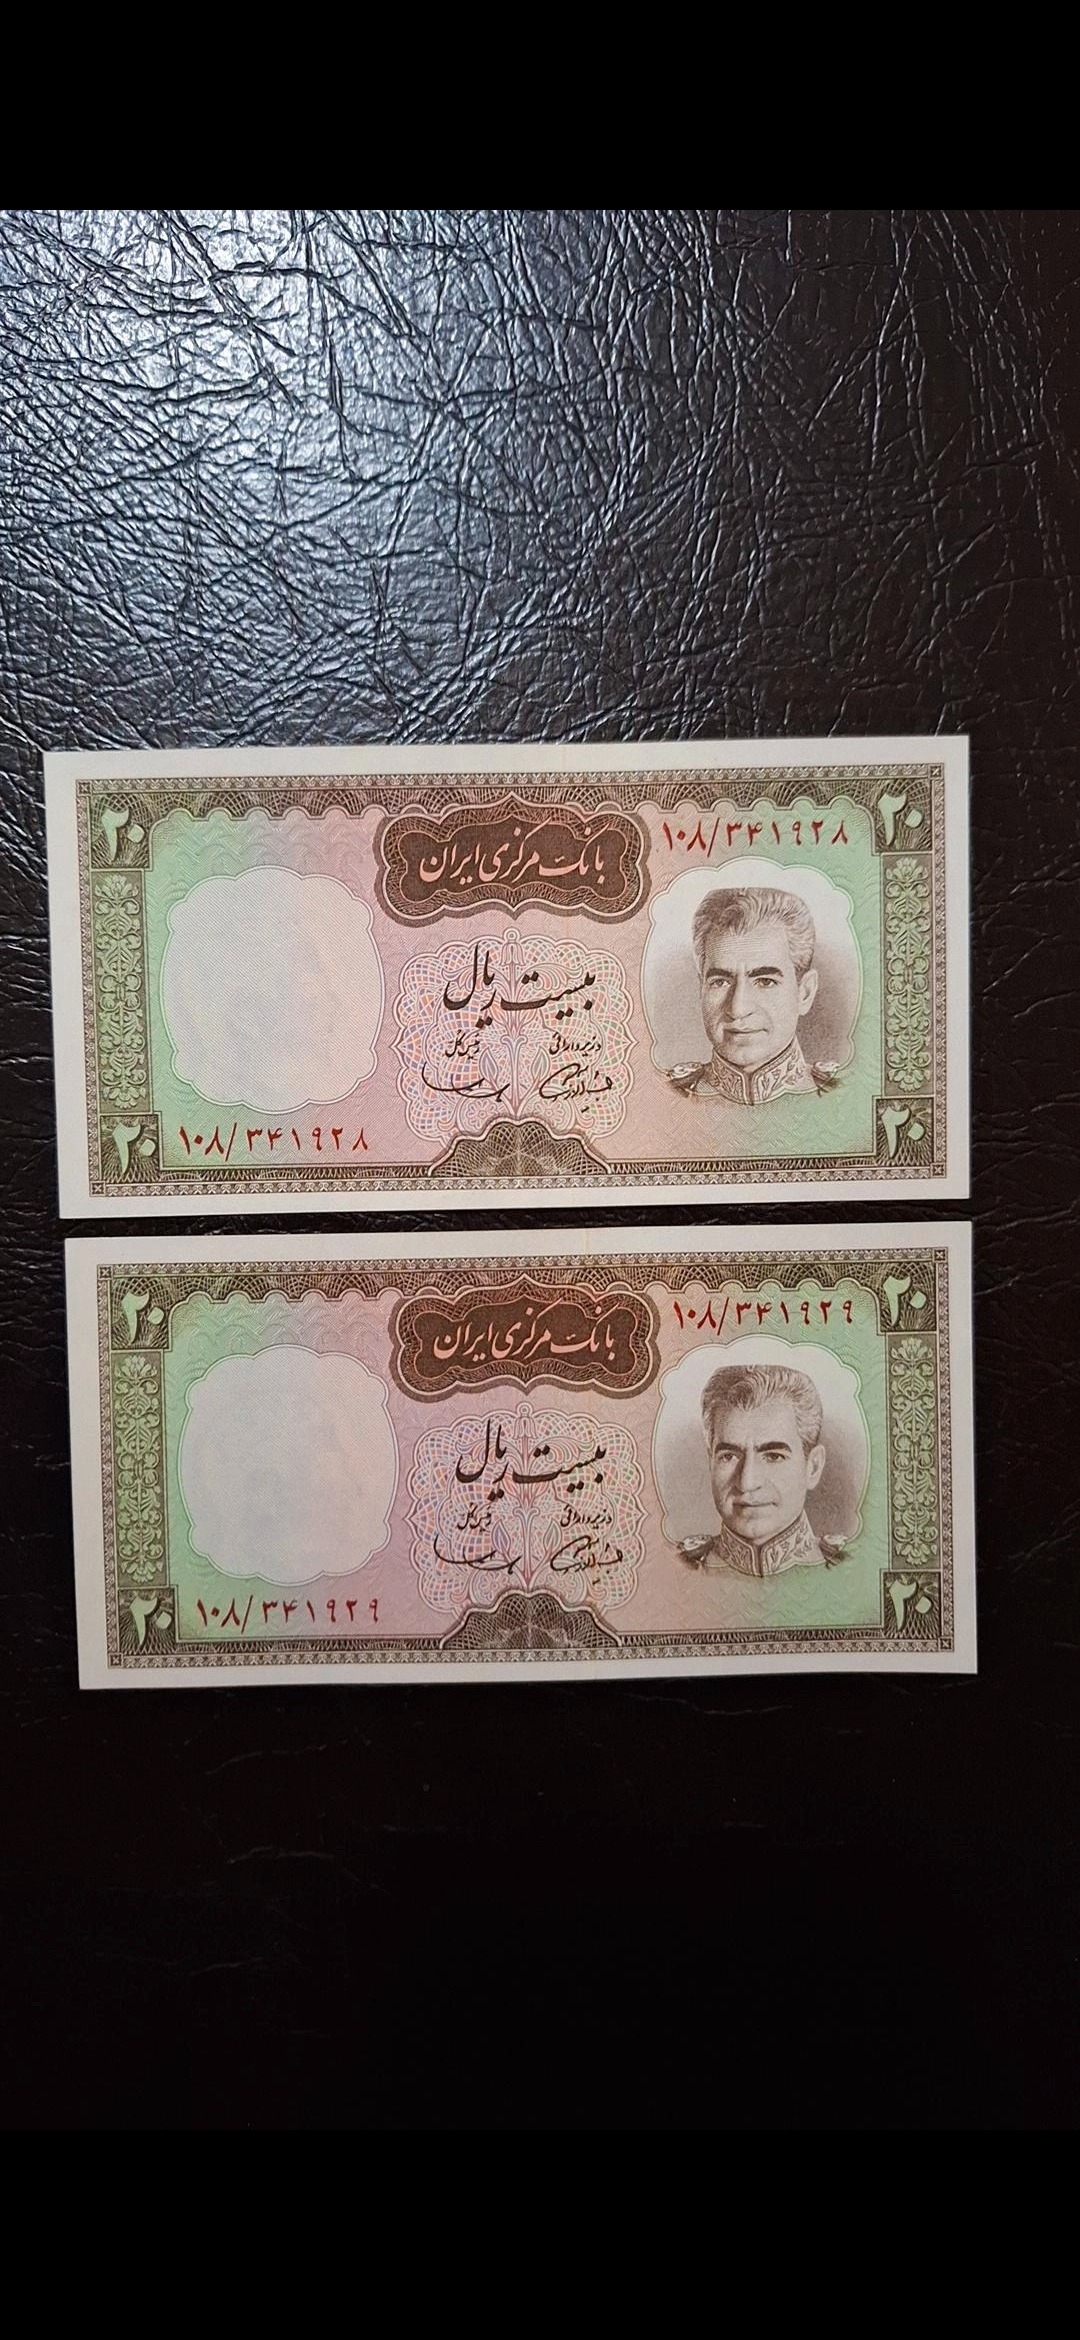 ۲۰ بانک مرکزی ایران ۱۰۸/۳۴۱۹۲۸ ۲۰
بیست ریال
وزیر دارائی رئیس کل
۲۰ ۱۰۸/۳۴۱۹۲۸ ۲۰
۲۰ بانک مرکزی ایران ۱۰۸/۳۴۱۹۲۹ ۲۰
بیست ریال
وزیر دارائی رئیس کل
۲۰ ۱۰۸/۳۴۱۹۲۹ ۲۰